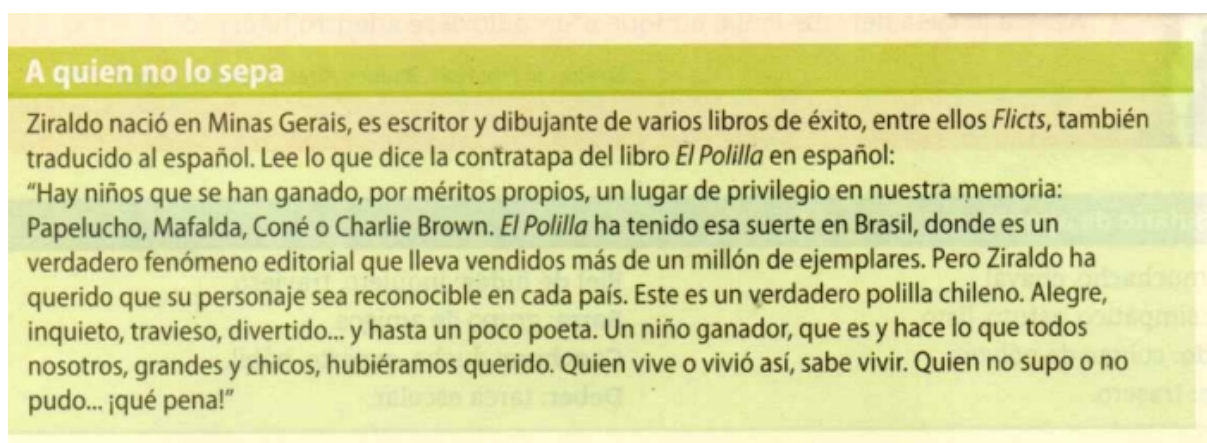 A quien no lo sepa
Ziraldo nació en Minas Gerais, es escritor y dibujante de varios libros de éxito, entre ellos Flicts, también
traducido al español. Lee lo que dice la contratapa del libro El Polilla en español:
“Hay niños que se han ganado, por méritos propios, un lugar de privilegio en nuestra memoria:
Papelucho, Mafalda, Coné o Charlie Brown. El Polilla ha tenido esa suerte en Brasil, donde es un
verdadero fenómeno editorial que lleva vendidos más de un millón de ejemplares. Pero Ziraldo ha
querido que su personaje sea reconocible en cada país. Este es un verdadero polilla chileno. Alegre,
inquieto, travieso, divertido... y hasta un poco poeta. Un niño ganador, que es y hace lo que todos
nosotros, grandes y chicos, hubiéramos querido. Quien vive o vivió así, sabe vivir. Quien no supo o no
pudo... ¡qué pena!”